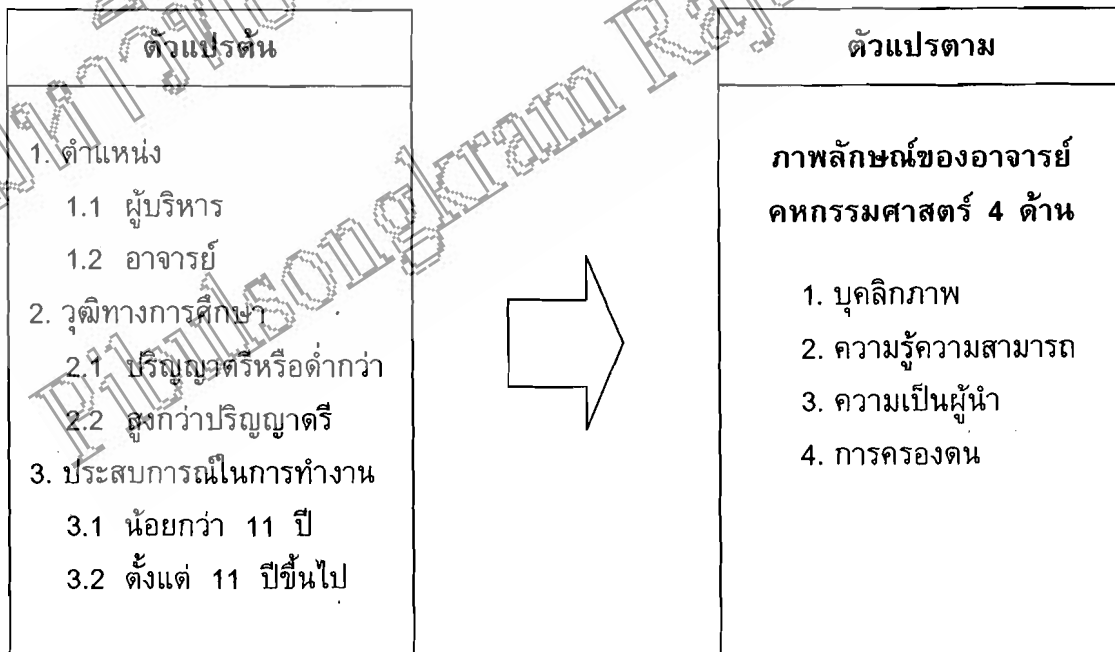 ตัวแปรต้น
1. ตำแหน่ง
1.1 ผู้บริหาร
1.2 อาจารย์
2. วุฒิทางการศึกษา
2.1 ปริญญาตรีหรือต่ำกว่า
2.2 สูงกว่าปริญญาตรี
3. ประสบการณ์ในการทำงาน
3.1 น้อยกว่า 11 ปี
3.2 ตั้งแต่ 11 ปีขึ้นไป
ตัวแปรตาม
ภาพลักษณ์ของอาจารย์
คหกรรมศาสตร์ 4 ด้าน
1. บุคลิกภาพ
2. ความรู้ความสามารถ
3. ความเป็นผู้นำ
4. การครองตน
Pibulsongkram